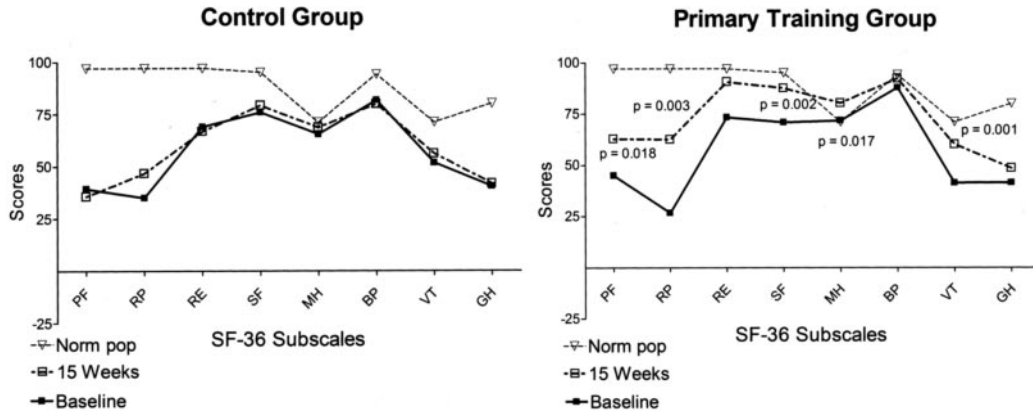 Control Group
100
75
50
25
-25
Scores
PF
RP
RE
SF
MH
BP
VT
GH
SF-36 Subscales
Norm pop
15 Weeks
Baseline
Primary Training Group
100
75
50
25
-25
Scores
p = 0.018
p = 0.003
p = 0.002
p = 0.017
p = 0.001
PF
RP
RE
SF
MH
BP
VT
GH
SF-36 Subscales
Norm pop
15 Weeks
Baseline